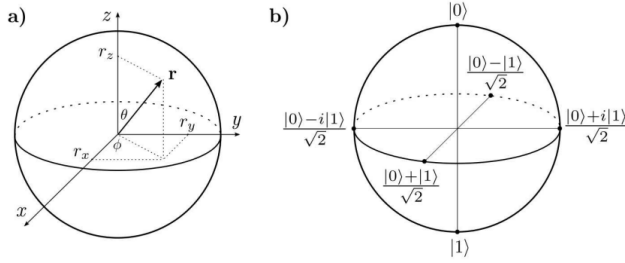 a)
z
r_z
r
θ
r_y
y
r_x
ϕ
x
b)
|0⟩
|0⟩−|1⟩
√2
|0⟩−i|1⟩
√2
|0⟩+i|1⟩
√2
|0⟩+|1⟩
√2
|1⟩